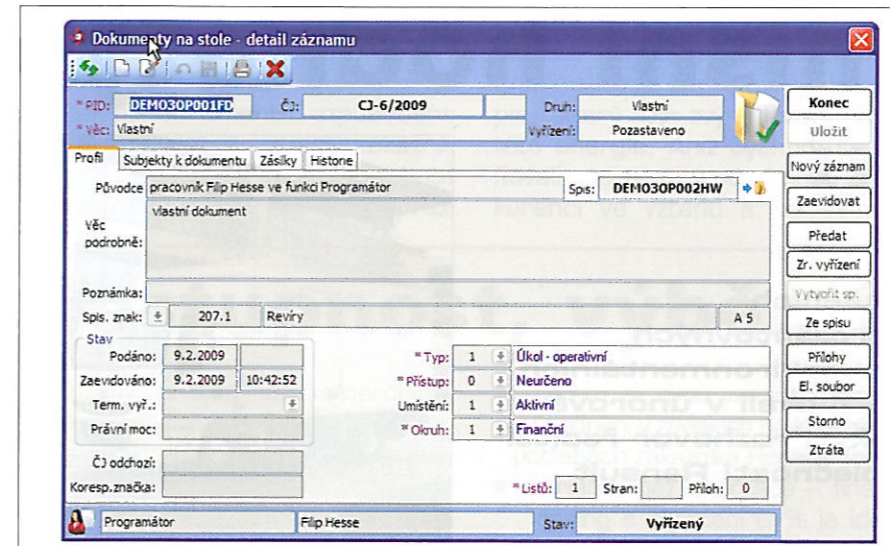 Dokumenty na stole - detail záznamu
* PID: DEMO3OP001FD ČJ: CJ-6/2009 Druh: Vlastní
* Věc: Vlastní Vyřízení: Pozastaveno
Konec
Uložit
Nový záznam
Zaevidovat
Předat
Zr. vyřízení
Vytvořit sp.
Ze spisu
Přílohy
El. soubor
Storno
Ztráta
Profil Subjekty k dokumentu Zásilky Historie
Původce pracovník Filip Hesse ve funkci Programátor Spis: DEMO3OP002HW
Věc podrobně: vlastní dokument
Poznámka:
Spis. znak: 207.1 Revíry A 5
Stav
Podáno: 9.2.2009 * Typ: 1 Úkol - operativní
Zaevidováno: 9.2.2009 10:42:52 * Přístup: 0 Neurčeno
Term. vyř.: Umístění: 1 Aktivní
Právní moc: * Okruh: 1 Finanční
ČJ odchozí:
Koresp.značka: * Listů: 1 Stran: Příloh: 0
Programátor Filip Hesse Stav: Vyřízený